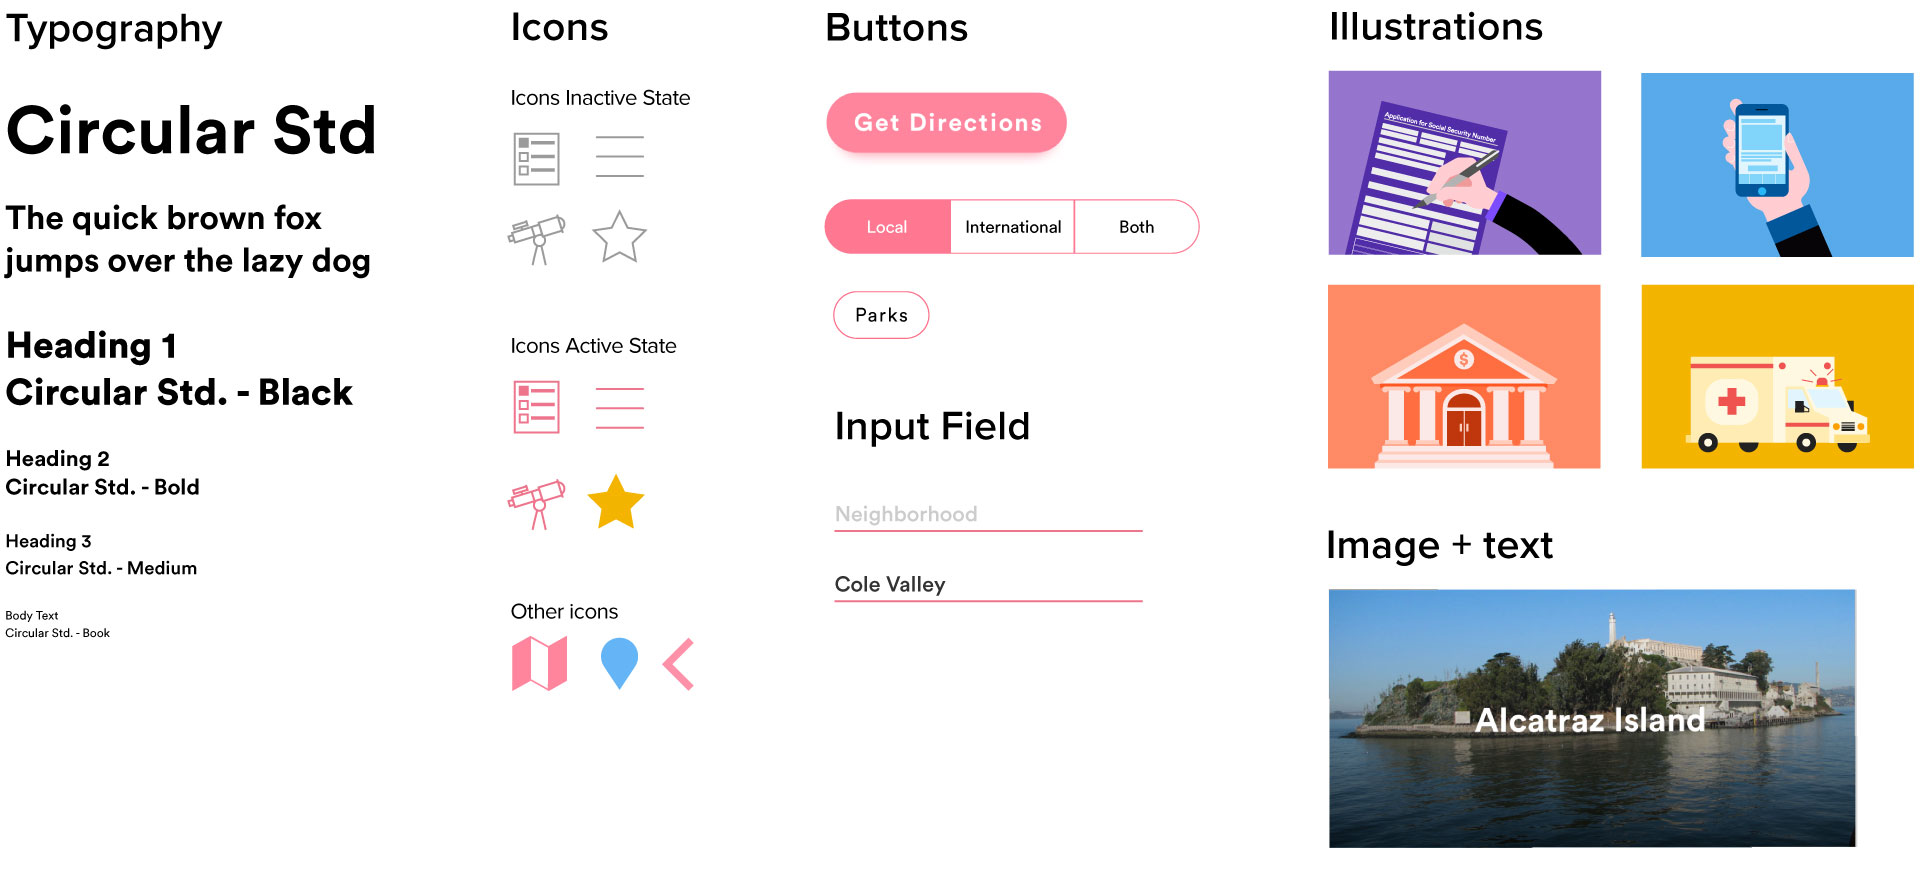 Typography
Circular Std
The quick brown fox
jumps over the lazy dog
Heading 1
Circular Std. - Black
Heading 2
Circular Std. - Bold
Heading 3
Circular Std. - Medium
Body Text
Circular Std. - Book
Icons
Icons Inactive State
Icons Active State
Other icons
Buttons
Get Directions
Local
International
Both
Parks
Input Field
Neighborhood
Cole Valley
Illustrations
Application for Social Security Number
$
Image + text
Alcatraz Island